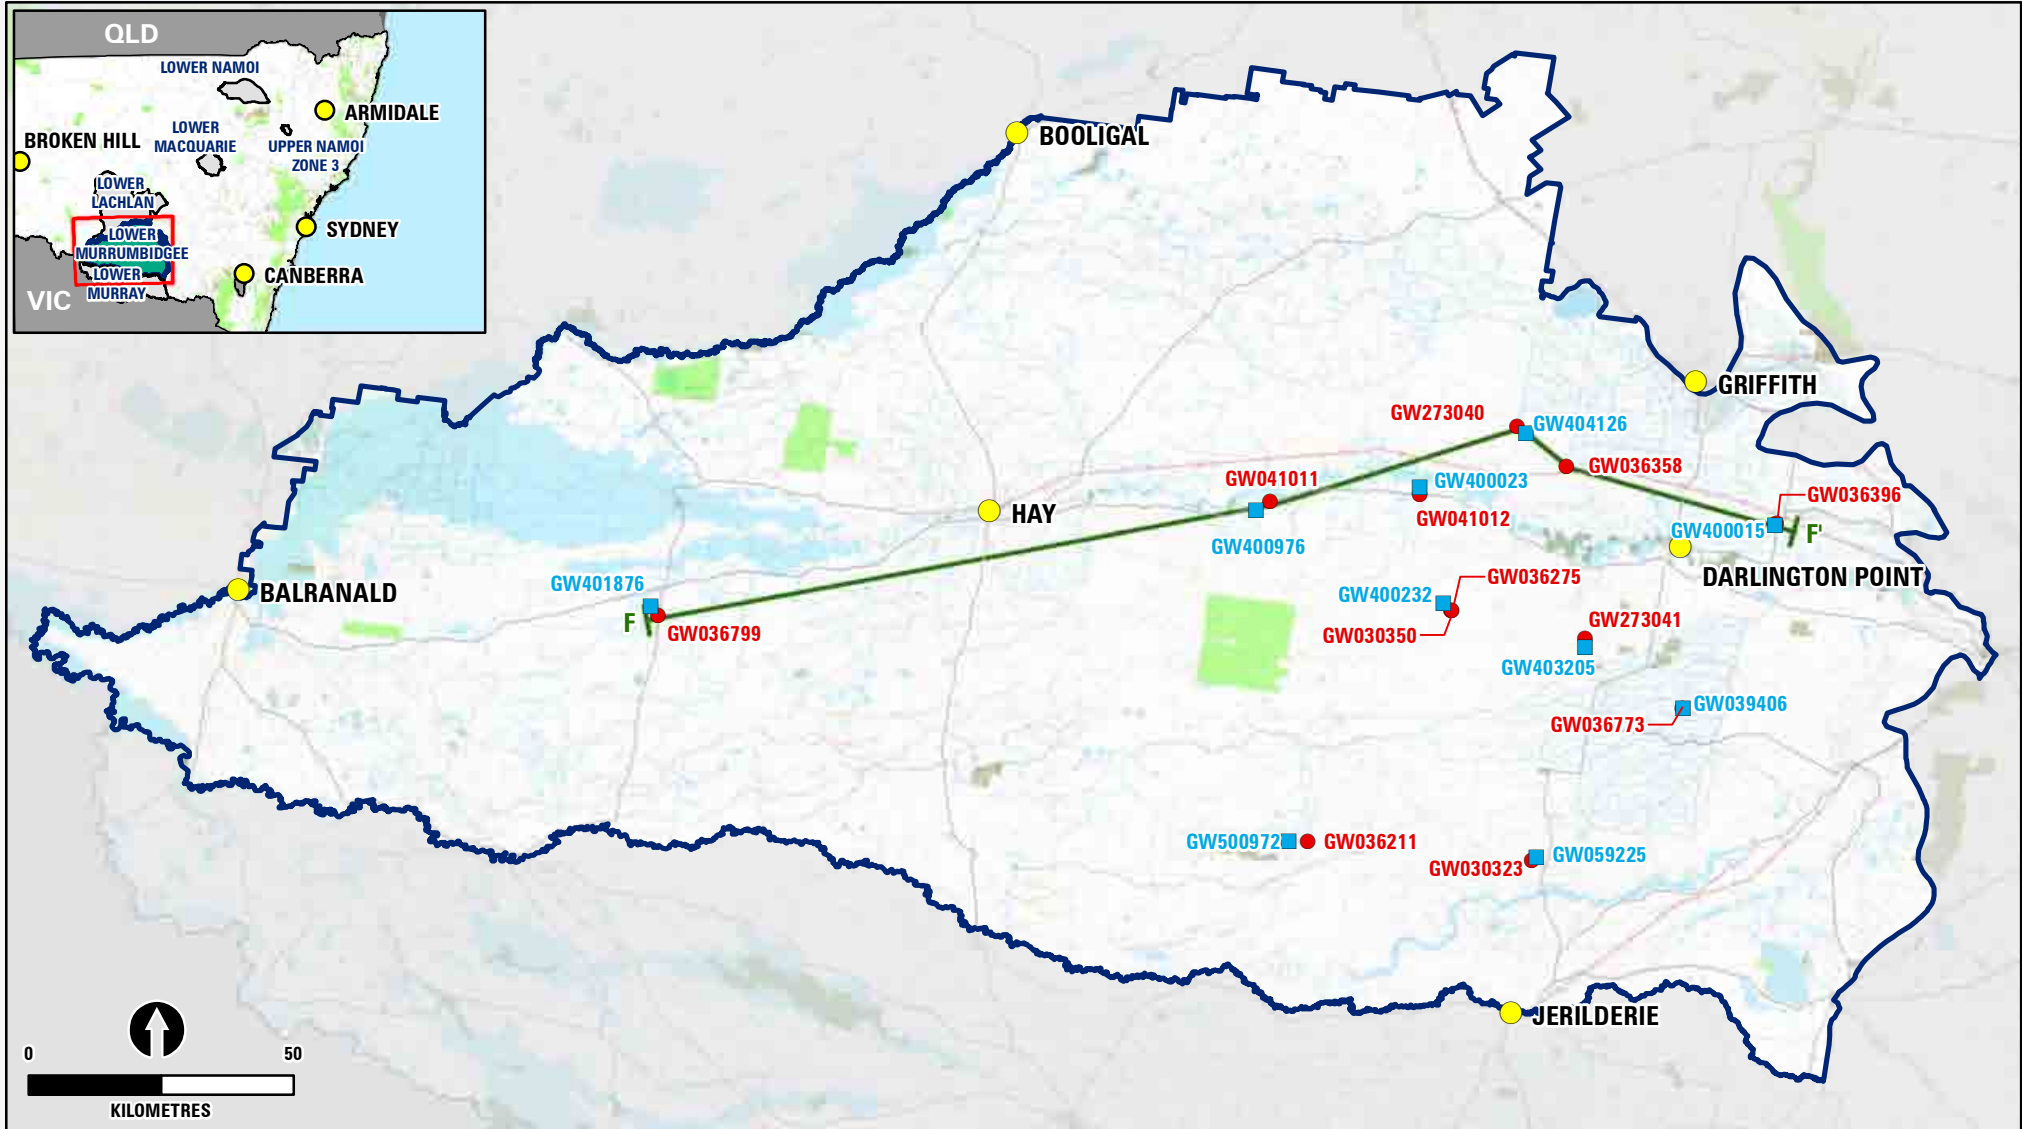 QLD
LOWER NAMOI
ARMIDALE
BROKEN HILL
LOWER
MACQUARIE
UPPER NAMOI
ZONE 3
LOWER
LACHLAN
SYDNEY
LOWER
MURRUMBIDGEE
LOWER
MURRAY
CANBERRA
VIC
BOOLIGAL
GRIFFITH
GW273040
GW404126
GW036358
GW041011
GW400023
GW036396
HAY
GW041012
GW400015
F'
GW400976
DARLINGTON POINT
GW401876
BALRANALD
GW036275
GW400232
F
GW036799
GW030350
GW273041
GW403205
GW039406
GW036773
GW500972
GW036211
GW059225
GW030323
JERILDERIE
0 50
KILOMETRES